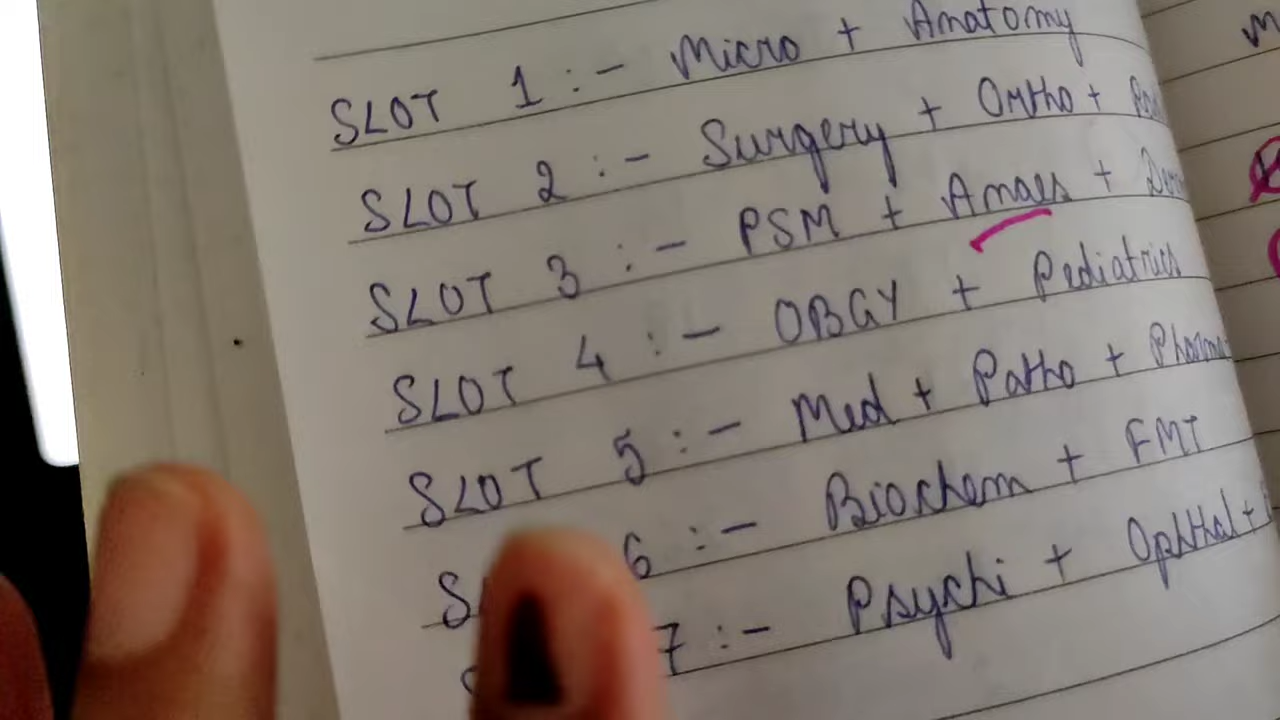 SLOT 1 :- Micro + Anatomy
SLOT 2 :- Surgery + Ortho +
SLOT 3 :- PSM + Anaes +
SLOT 4 :- OBGY + Pediatrics
SLOT 5 :- Med + Patho + Pharma
6 :- Biochem + FMT
7 :- Psychi + Ophthal +